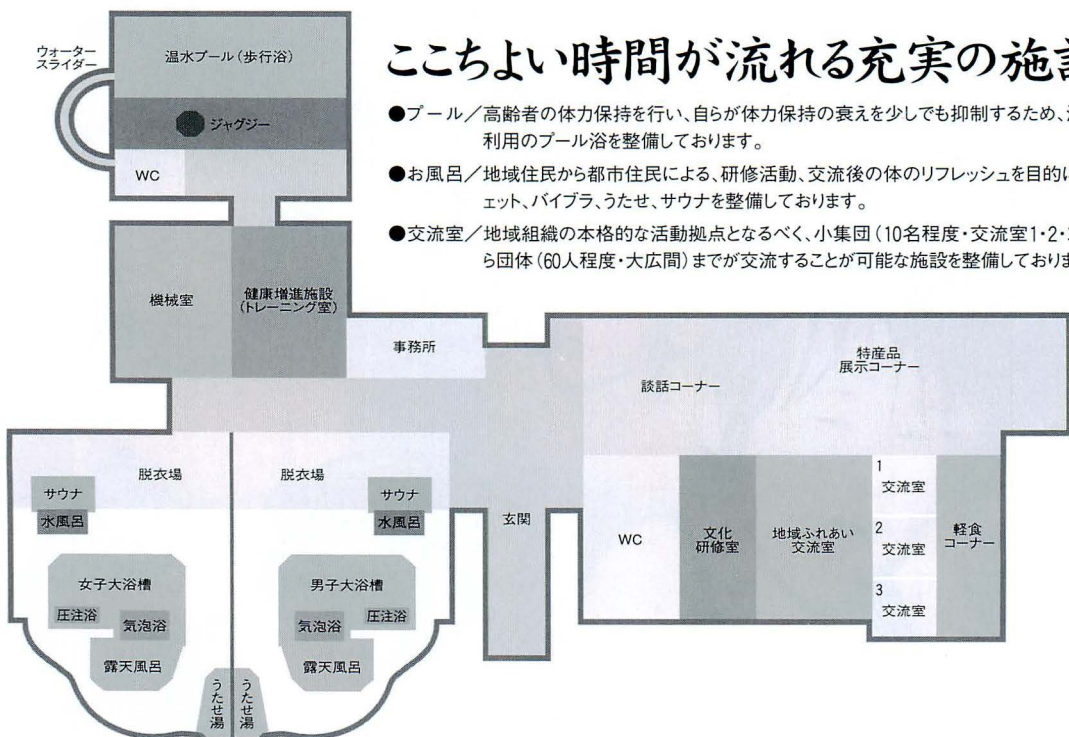 ここちよい時間が流れる充実の施
●プール／高齢者の体力保持を行い、自らが体力保持の衰えを少しでも抑制するため、
利用のプール浴を整備しております。
●お風呂／地域住民から都市住民による、研修活動、交流後の体のリフレッシュを目的に
ェット、バイブラ、うたせ、サウナを整備しております。
●交流室／地域組織の本格的な活動拠点となるべく、小集団（10名程度・交流室1・2・
ら団体（60人程度・大広間）までが交流することが可能な施設を整備しておりま
ウォーター
スライダー
温水プール（歩行浴）
ジャグジー
WC
機械室
健康増進施設
（トレーニング室）
事務所
談話コーナー
特産品
展示コーナー
脱衣場
脱衣場
サウナ
水風呂
サウナ
水風呂
玄関
WC
文化
研修室
地域ふれあい
交流室
1
交流室
2
交流室
3
交流室
軽食
コーナー
女子大浴槽
圧注浴
気泡浴
露天風呂
男子大浴槽
気泡浴
圧注浴
露天風呂
うたせ湯
うたせ湯